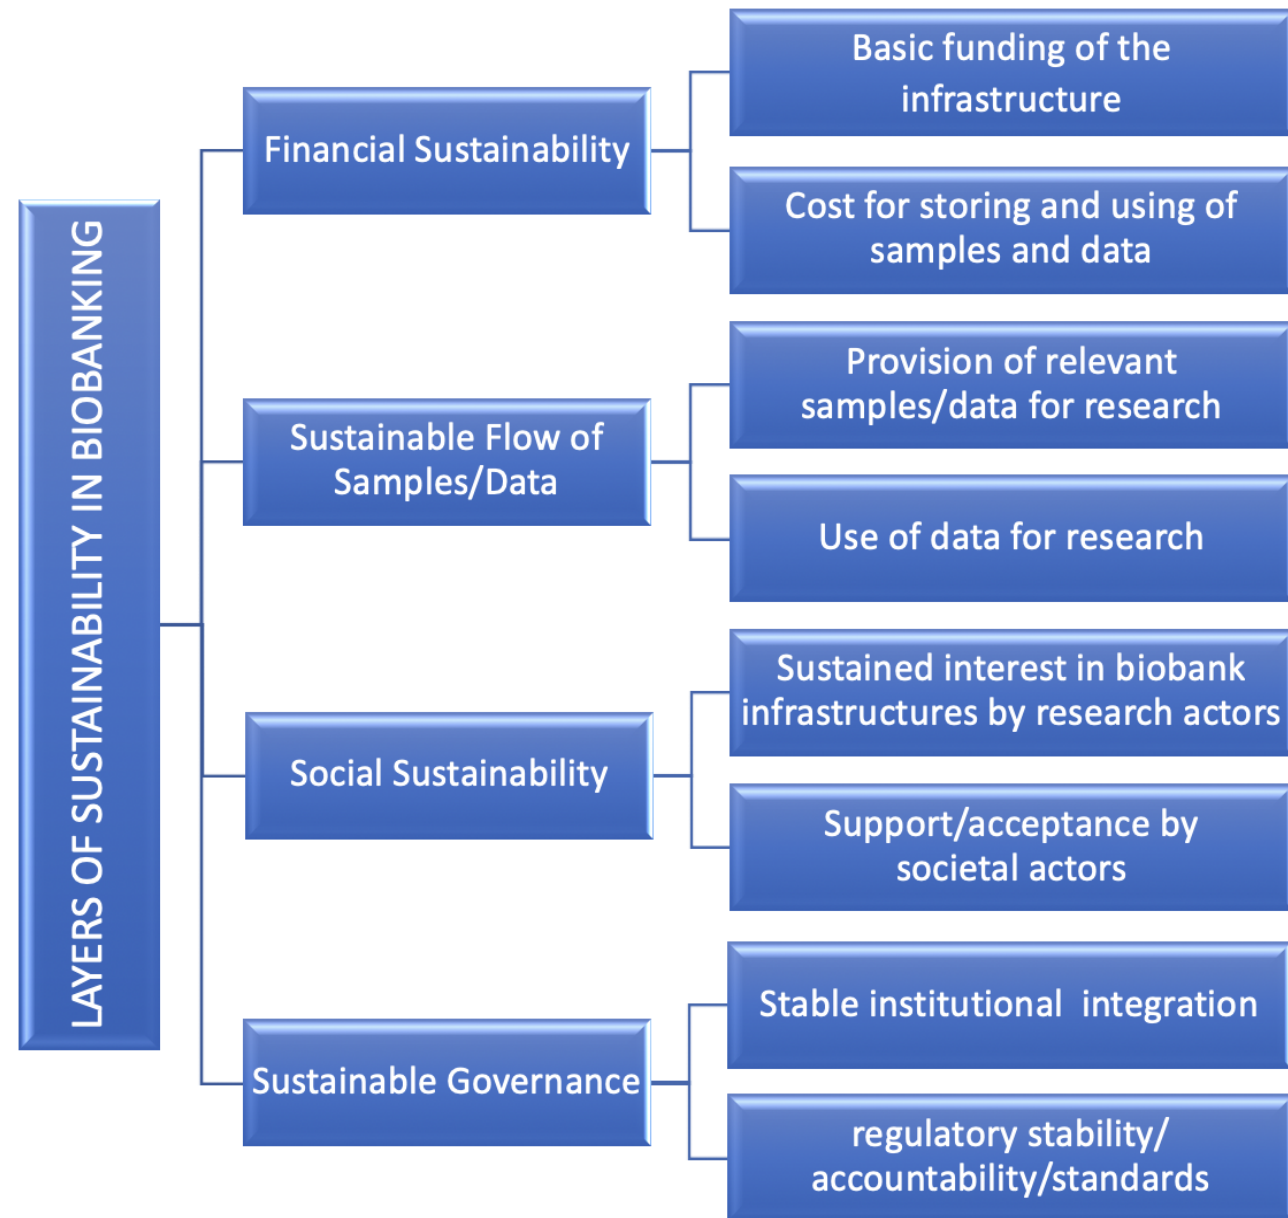 LAYERS OF SUSTAINABILITY IN BIOBANKING
Financial Sustainability
Basic funding of the
infrastructure
Cost for storing and using of
samples and data
Sustainable Flow of
Samples/Data
Provision of relevant
samples/data for research
Use of data for research
Social Sustainability
Sustained interest in biobank
infrastructures by research actors
Support/acceptance by
societal actors
Sustainable Governance
Stable institutional  integration
regulatory stability/
accountability/standards